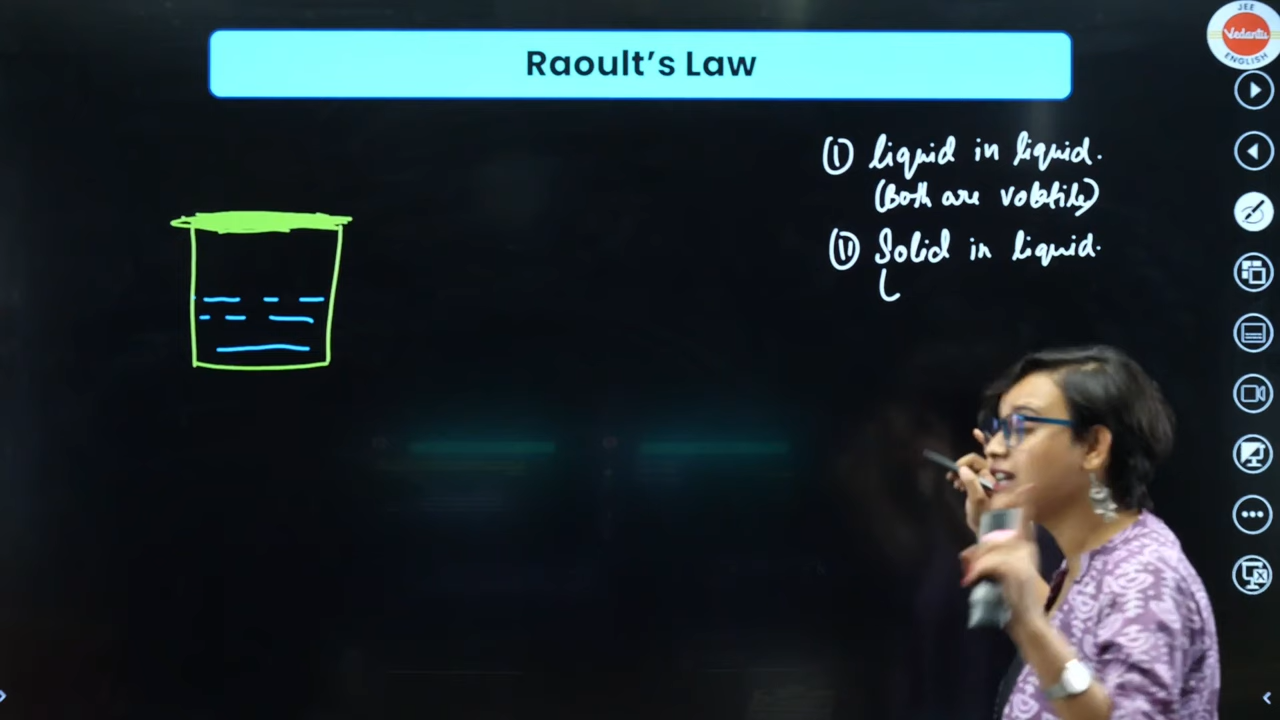 Raoult's Law
JEE
Vedantu
ENGLISH
(I) liquid in liquid.
(Both are volatile)
(II) Solid in liquid.
(